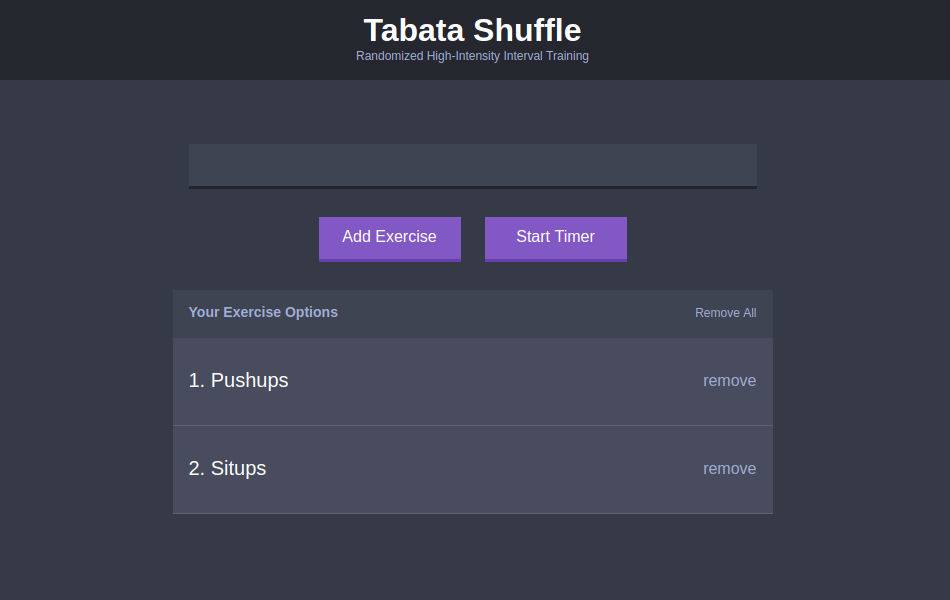 Tabata Shuffle
Randomized High-Intensity Interval Training
Add Exercise Start Timer
Your Exercise Options Remove All
1. Pushups remove
2. Situps remove